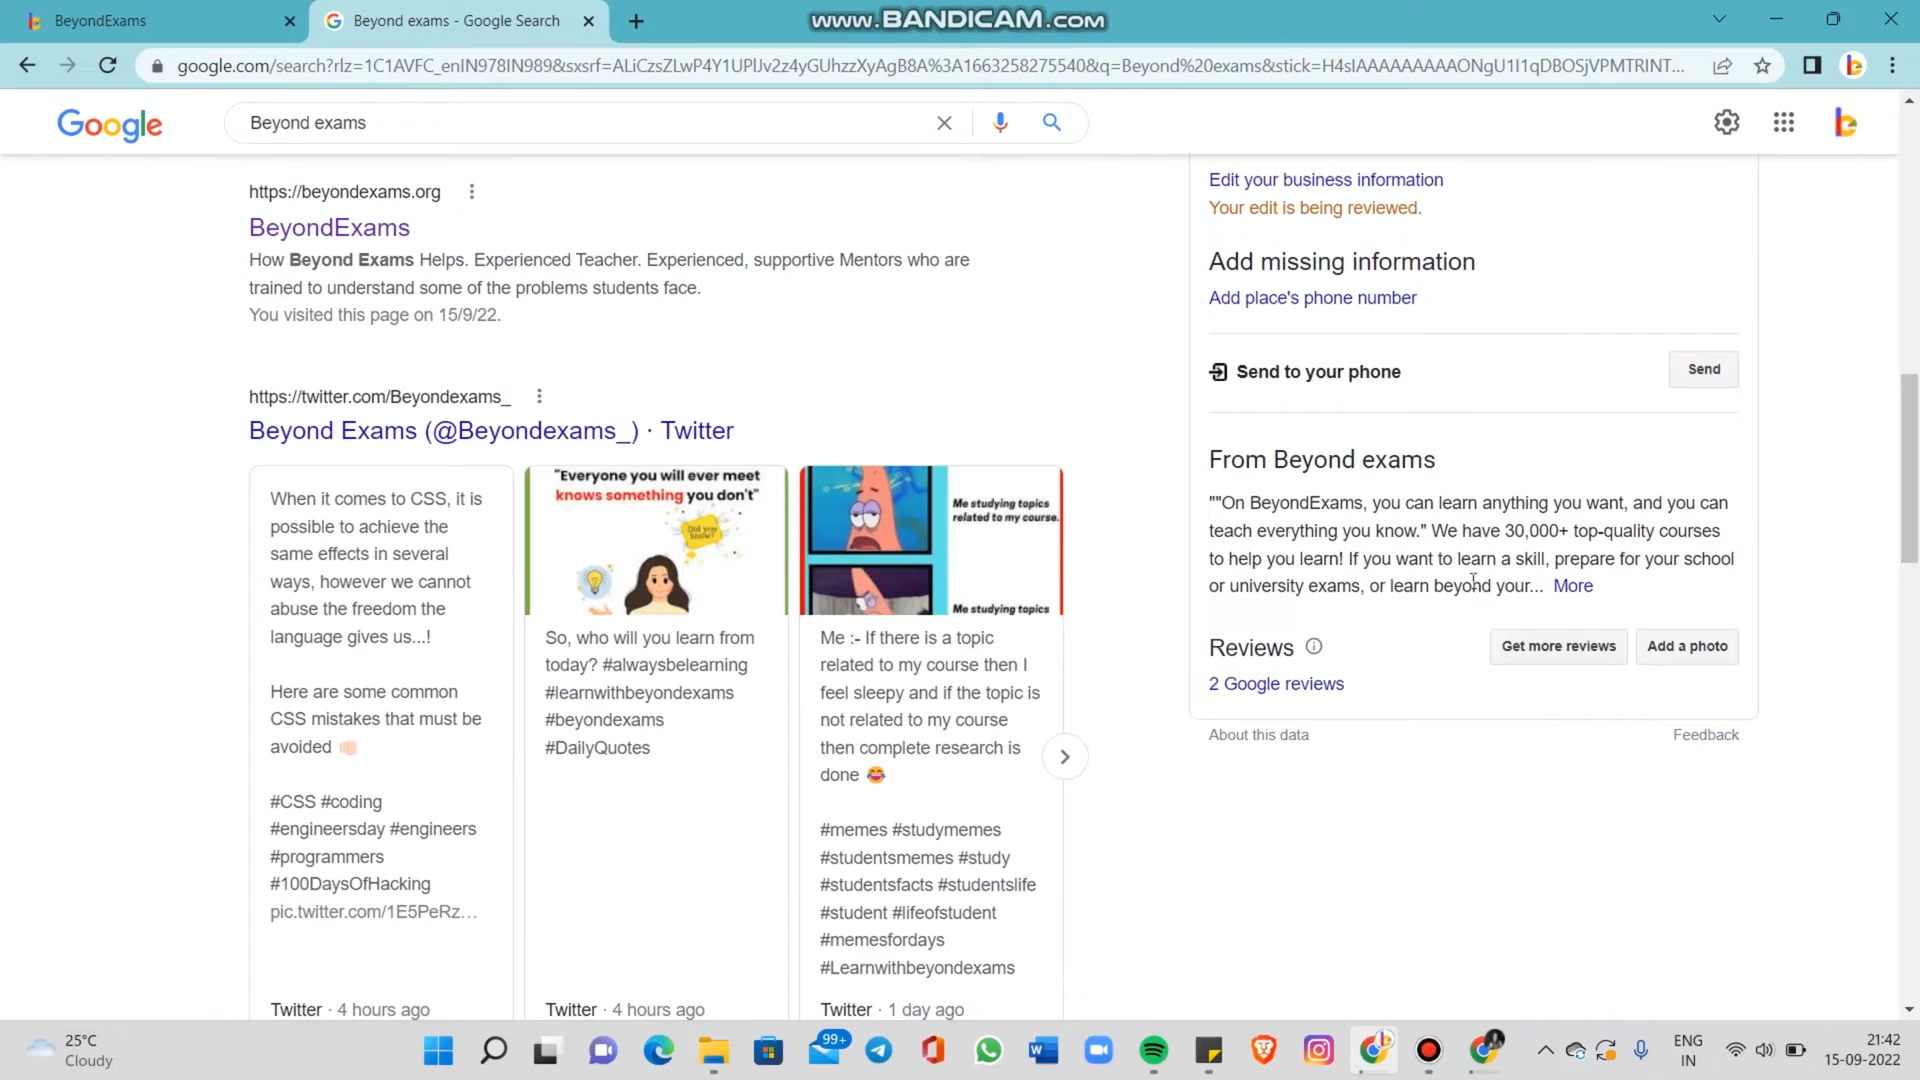 BeyondExams
Beyond exams - Google Search
www.BANDICAM.com
google.com/search?rlz=1C1AVFC_enIN978IN989&sxsrf=ALiCzsZLwP4Y1UPlJv2z4yGUhzzXyAgB8A%3A1663258275540&q=Beyond%20exams&stick=H4sIAAAAAAAAAONgU1I1qDBOSjVPMTRINT...
Google
Beyond exams
https://beyondexams.org
BeyondExams
How Beyond Exams Helps. Experienced Teacher. Experienced, supportive Mentors who are
trained to understand some of the problems students face.
You visited this page on 15/9/22.
https://twitter.com/Beyondexams_
Beyond Exams (@Beyondexams_) · Twitter
When it comes to CSS, it is
possible to achieve the
same effects in several
ways, however we cannot
abuse the freedom the
language gives us...!
Here are some common
CSS mistakes that must be
avoided 👊🏻
#CSS #coding
#engineersday #engineers
#programmers
#100DaysOfHacking
pic.twitter.com/1E5PeRz...
Twitter · 4 hours ago
"Everyone you will ever meet
knows something you don't"
Did you
know?
So, who will you learn from
today? #alwaysbelearning
#learnwithbeyondexams
#beyondexams
#DailyQuotes
Twitter · 4 hours ago
Me studying topics
related to my course.
Me studying topics
Me :- If there is a topic
related to my course then I
feel sleepy and if the topic is
not related to my course
then complete research is
done 😂
#memes #studymemes
#studentsmemes #study
#studentsfacts #studentslife
#student #lifeofstudent
#memesfordays
#Learnwithbeyondexams
Twitter · 1 day ago
Edit your business information
Your edit is being reviewed.
Add missing information
Add place's phone number
Send to your phone
Send
From Beyond exams
""On BeyondExams, you can learn anything you want, and you can
teach everything you know." We have 30,000+ top-quality courses
to help you learn! If you want to learn a skill, prepare for your school
or university exams, or learn beyond your... More
Reviews
Get more reviews
Add a photo
2 Google reviews
About this data
Feedback
25°C
Cloudy
99+
ENG
IN
21:42
15-09-2022